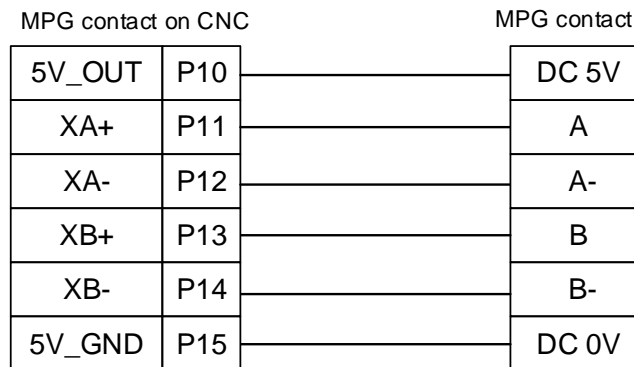 MPG contact on CNC
MPG contact
5V_OUT P10 DC 5V
XA+ P11 A
XA- P12 A-
XB+ P13 B
XB- P14 B-
5V_GND P15 DC 0V